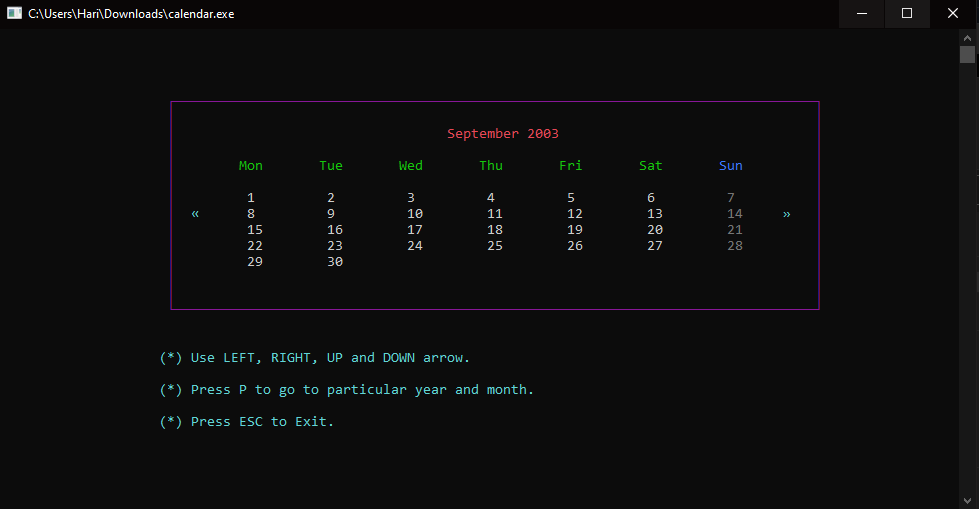 C:\Users\Hari\Downloads\calendar.exe
September 2003
Mon Tue Wed Thu Fri Sat Sun
1 2 3 4 5 6 7
« 8 9 10 11 12 13 14 »
15 16 17 18 19 20 21
22 23 24 25 26 27 28
29 30
(*) Use LEFT, RIGHT, UP and DOWN arrow.
(*) Press P to go to particular year and month.
(*) Press ESC to Exit.